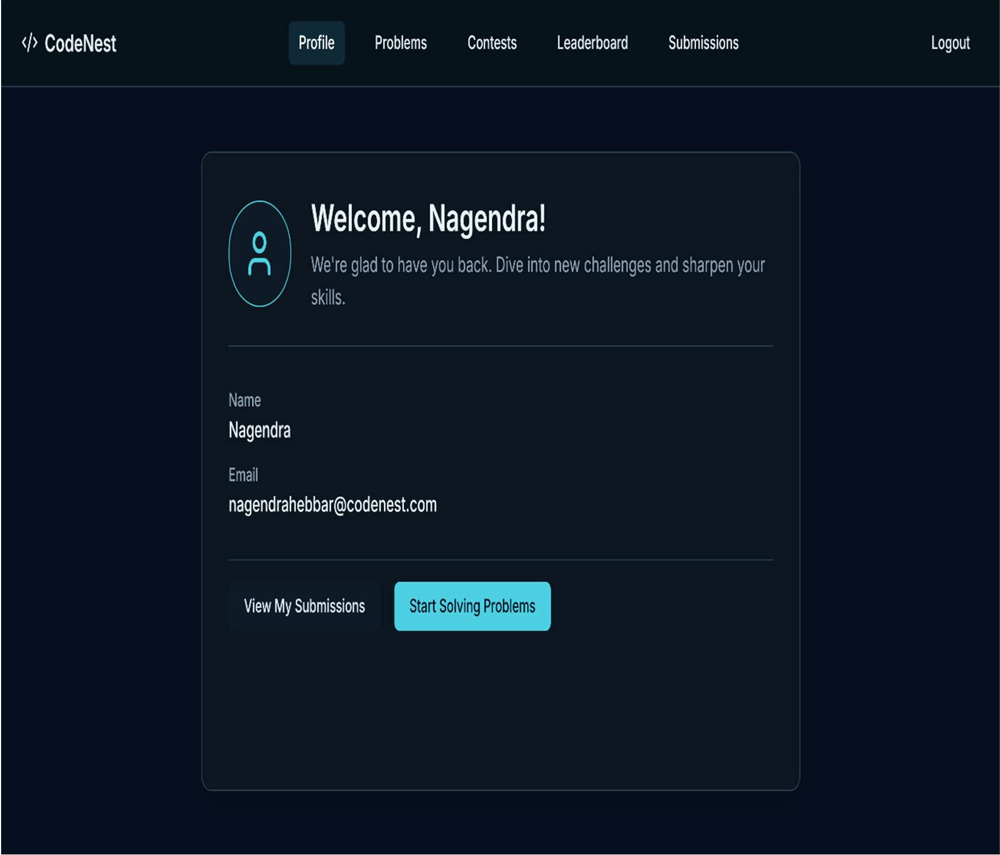 </> CodeNest
Profile
Problems
Contests
Leaderboard
Submissions
Logout
Welcome, Nagendra!
We're glad to have you back. Dive into new challenges and sharpen your
skills.
Name
Nagendra
Email
nagendrahebbar@codenest.com
View My Submissions
Start Solving Problems